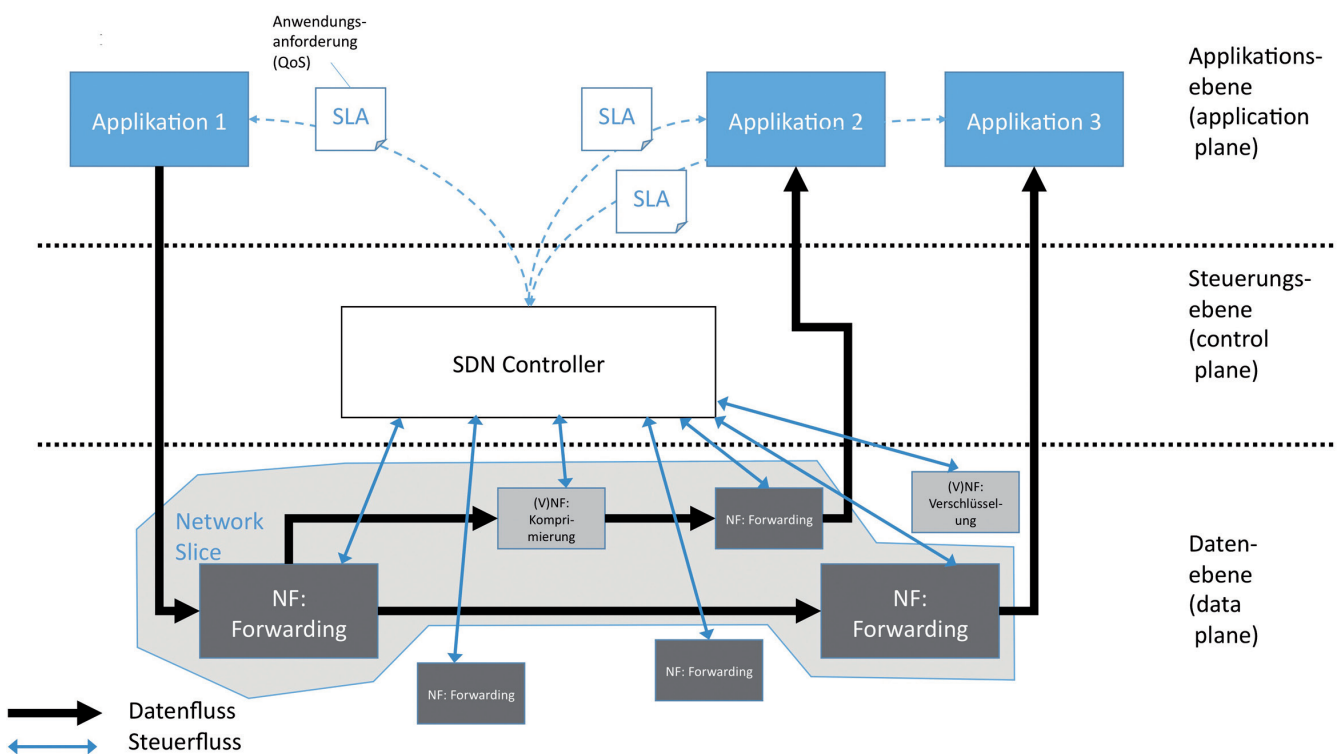 Anwendungs-
anforderung
(QoS)
Applikation 1
SLA
SLA
SLA
Applikation 2
Applikation 3
Applikations-
ebene
(application
plane)
SDN Controller
Steuerungs-
ebene
(control
plane)
Network
Slice
(V)NF:
Kompri-
mierung
NF: Forwarding
(V)NF:
Verschlüssel-
ung
NF:
Forwarding
NF:
Forwarding
NF: Forwarding
NF: Forwarding
Daten-
ebene
(data
plane)
Datenfluss
Steuerfluss